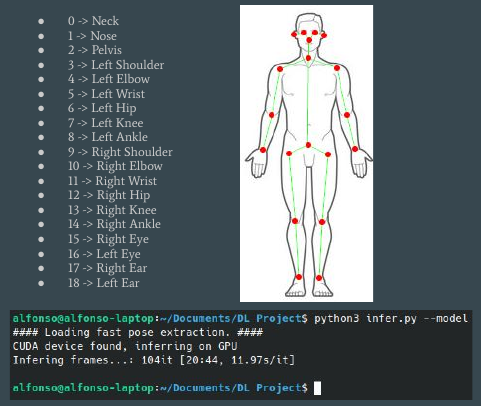 ● 0 -> Neck
● 1 -> Nose
● 2 -> Pelvis
● 3 -> Left Shoulder
● 4 -> Left Elbow
● 5 -> Left Wrist
● 6 -> Left Hip
● 7 -> Left Knee
● 8 -> Left Ankle
● 9 -> Right Shoulder
● 10 -> Right Elbow
● 11 -> Right Wrist
● 12 -> Right Hip
● 13 -> Right Knee
● 14 -> Right Ankle
● 15 -> Right Eye
● 16 -> Left Eye
● 17 -> Right Ear
● 18 -> Left Ear
alfonso@alfonso-laptop:~/Documents/DL Project$ python3 infer.py --model
#### Loading fast pose extraction. ####
CUDA device found, inferring on GPU
Infering frames...: 104it [20:44, 11.97s/it]
alfonso@alfonso-laptop:~/Documents/DL Project$